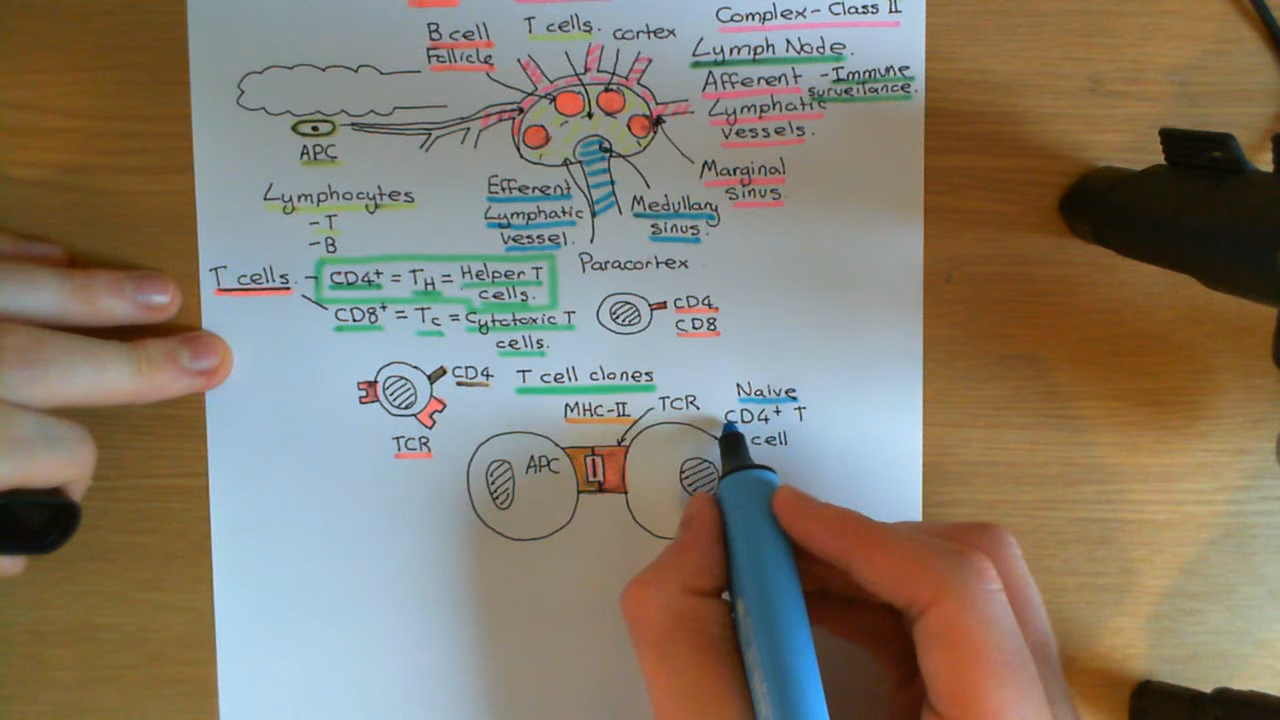 Complex - Class II
B cell
Follicle
T cells.
cortex
Lymph Node.
Afferent
Lymphatic
vessels.
- Immune
surveilance.
APC
Marginal
sinus.
Lymphocytes
- T
- B
Efferent
Lymphatic
vessel.
Medullary
sinus.
Paracortex
T cells. - CD4+ = TH = Helper T
cells.
CD8+ = Tc = Cytotoxic T
cells.
CD4
CD8
CD4
TCR
T cell clones
MHC-II
TCR
Naive
CD4+ T
cell
APC